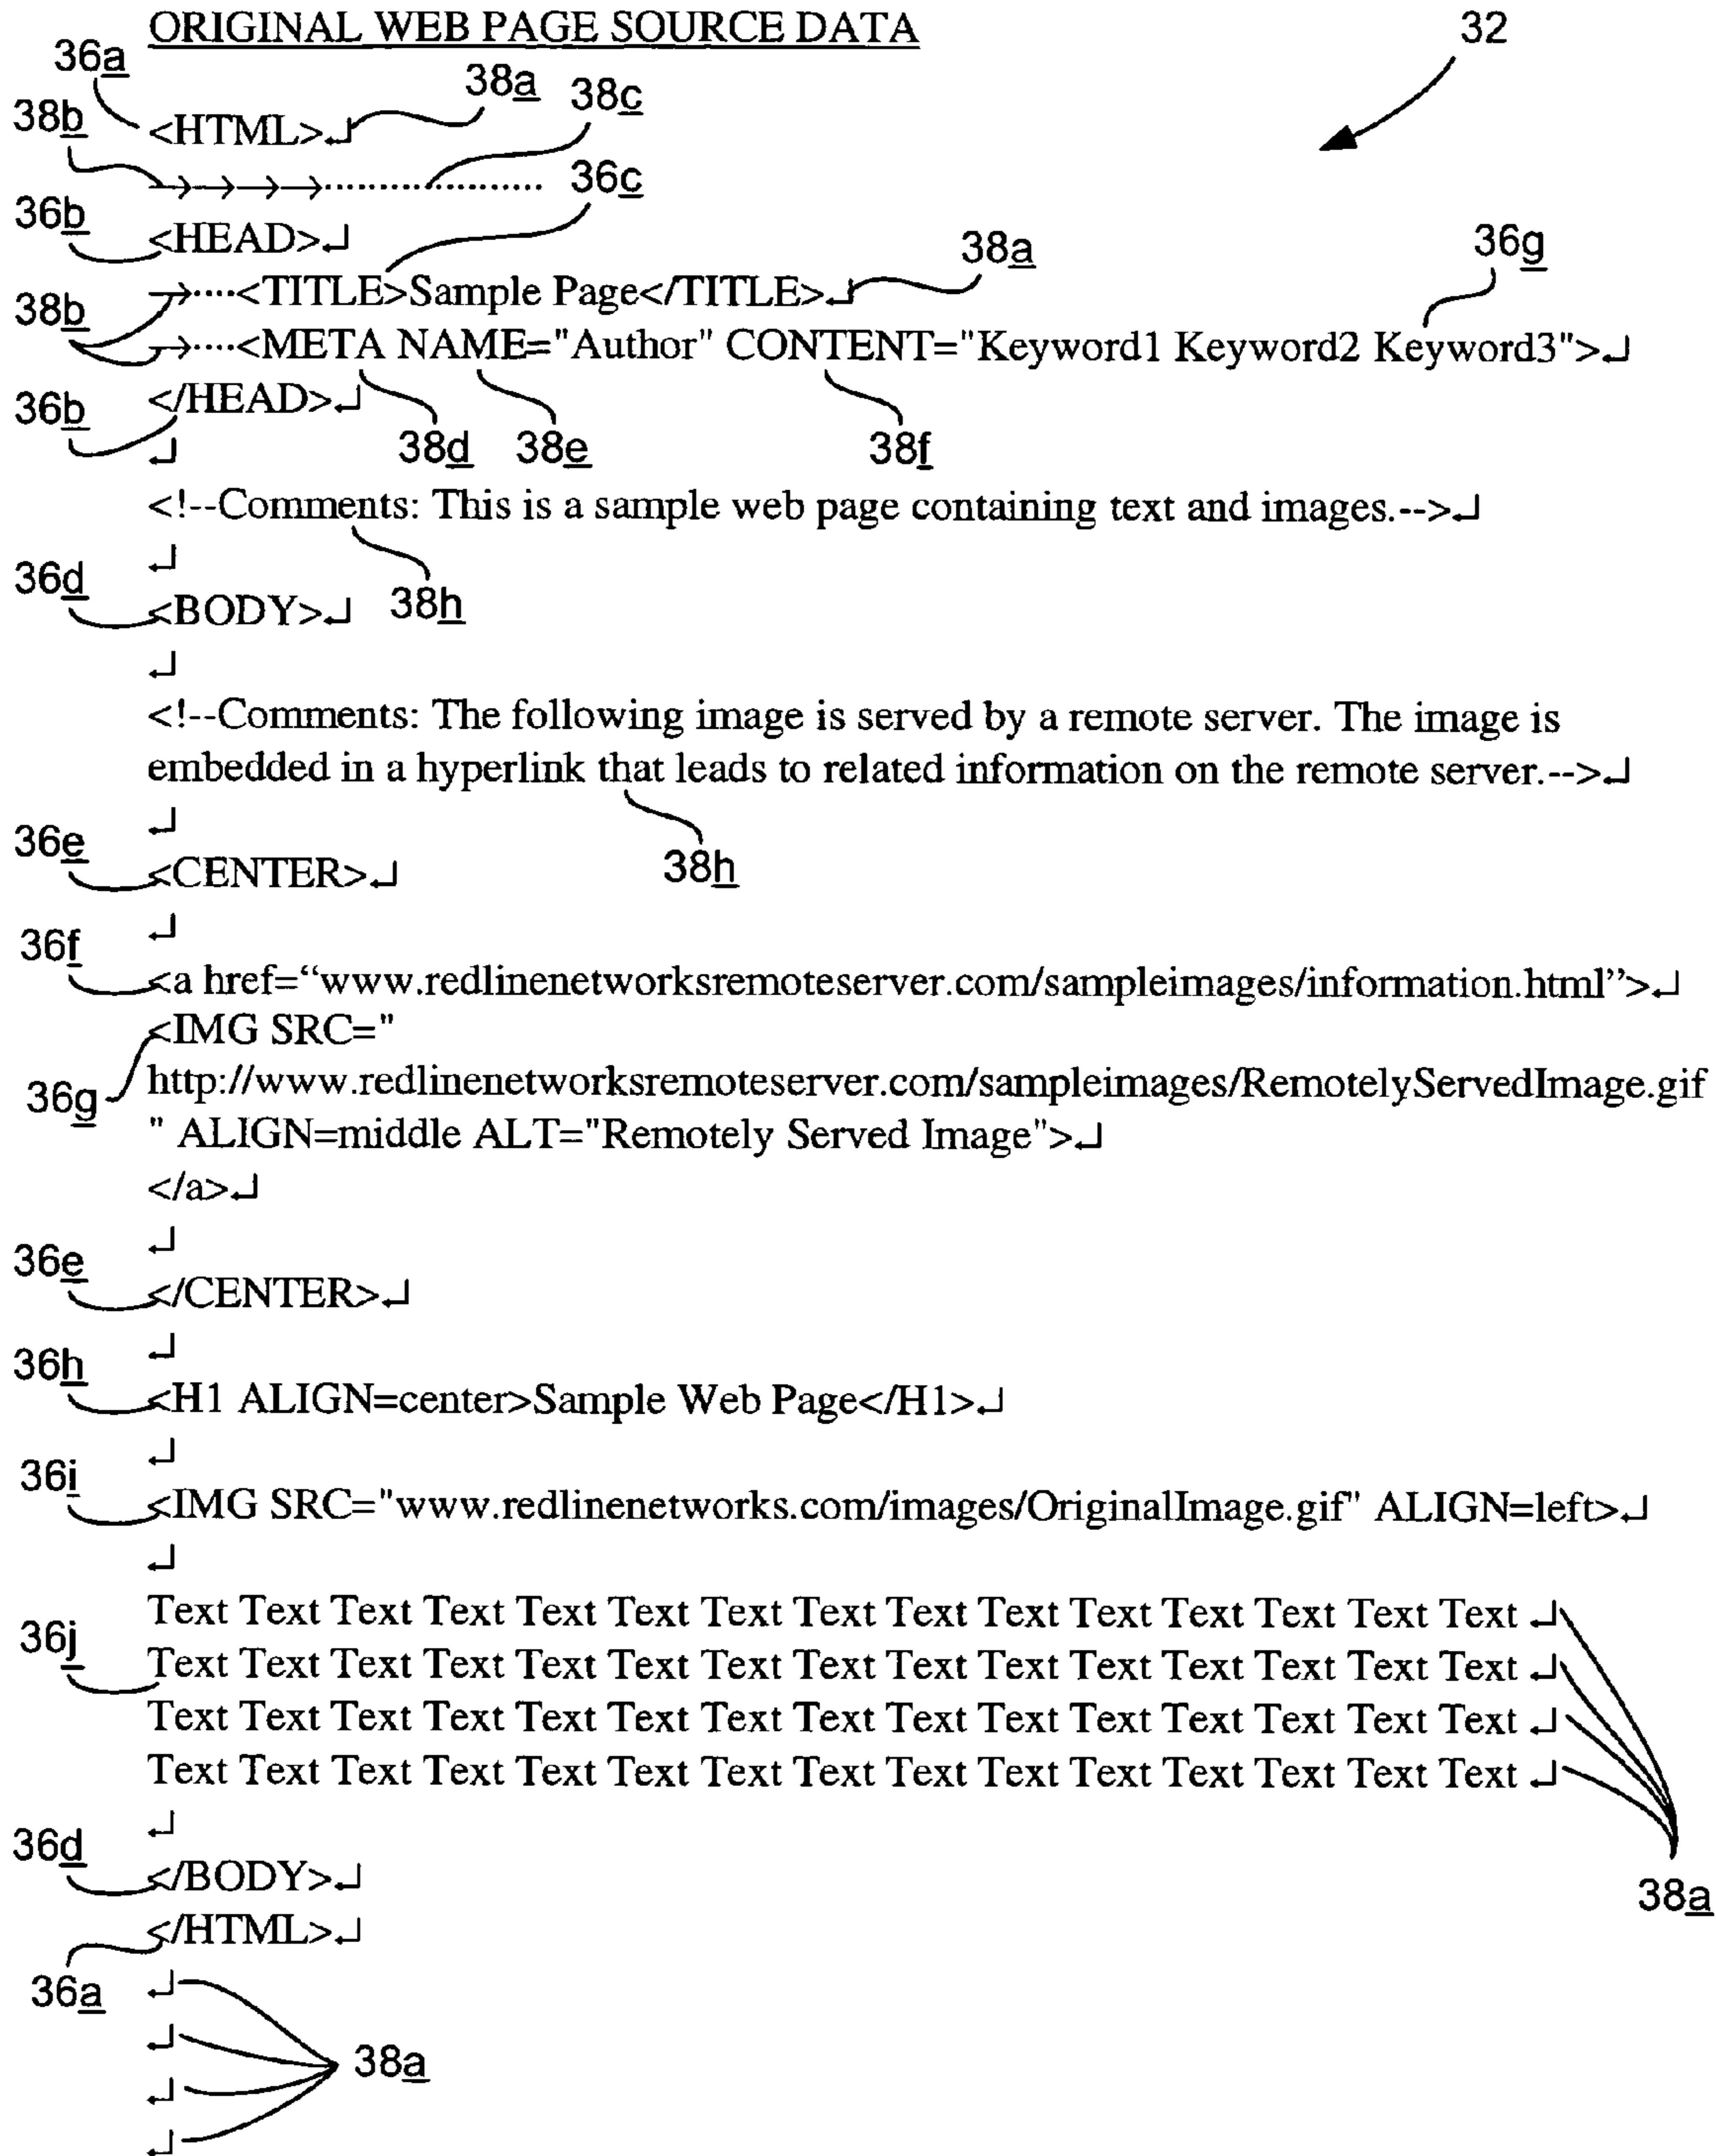 ORIGINAL WEB PAGE SOURCE DATA
32
36a
38a
38c
38b
<HTML>↵
→→→→·························
36c
36b
<HEAD>↵
38a
36g
→····<TITLE>Sample Page</TITLE>↵
38b
→····<META NAME="Author" CONTENT="Keyword1 Keyword2 Keyword3">↵
36b
</HEAD>↵
38d
38e
38f
↵
<!--Comments: This is a sample web page containing text and images.-->↵
↵
36d
<BODY>↵
38h
↵
<!--Comments: The following image is served by a remote server. The image is
embedded in a hyperlink that leads to related information on the remote server.-->↵
↵
36e
<CENTER>↵
38h
↵
36f
<a href=“www.redlinenetworksremoteserver.com/sampleimages/information.html”>↵
<IMG SRC="
36g
http://www.redlinenetworksremoteserver.com/sampleimages/RemotelyServedImage.gif
" ALIGN=middle ALT="Remotely Served Image">↵
</a>↵
↵
36e
</CENTER>↵
↵
36h
<H1 ALIGN=center>Sample Web Page</H1>↵
↵
36i
<IMG SRC="www.redlinenetworks.com/images/OriginalImage.gif" ALIGN=left>↵
↵
Text Text Text Text Text Text Text Text Text Text Text Text Text Text Text ↵
36j
Text Text Text Text Text Text Text Text Text Text Text Text Text Text Text ↵
Text Text Text Text Text Text Text Text Text Text Text Text Text Text Text ↵
Text Text Text Text Text Text Text Text Text Text Text Text Text Text Text ↵
↵
36d
</BODY>↵
38a
</HTML>↵
36a
↵
↵
38a
↵
↵